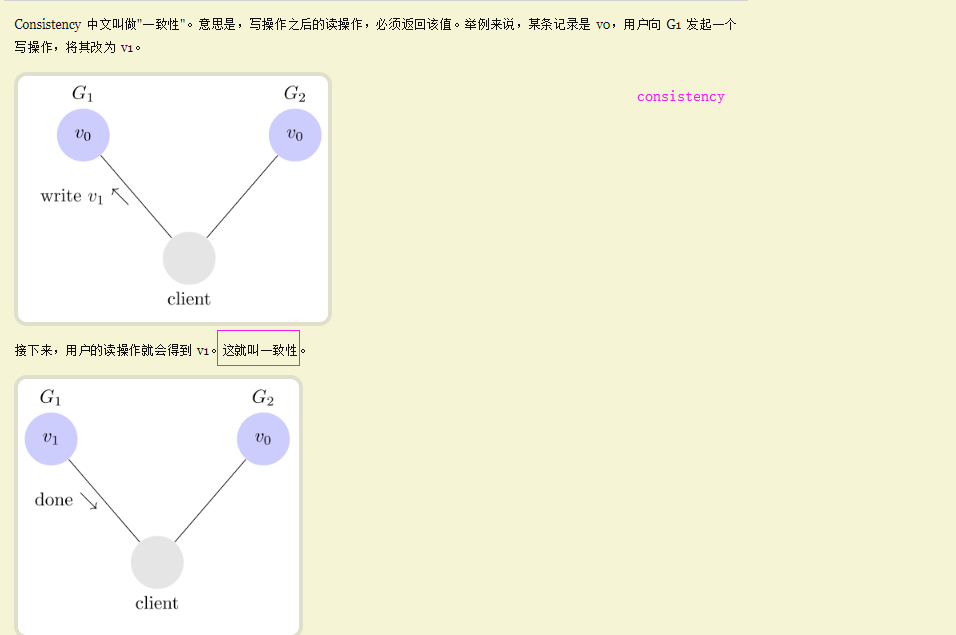 Consistency 中文叫做"一致性"。意思是，写操作之后的读操作，必须返回该值。举例来说，某条记录是 v0，用户向 G1 发起一个
写操作，将其改为 v1。
G₁ G₂
consistency
v₀ v₀
write v₁
client
接下来，用户的读操作就会得到 v1。这就叫一致性。
G₁ G₂
v₁ v₀
done
client